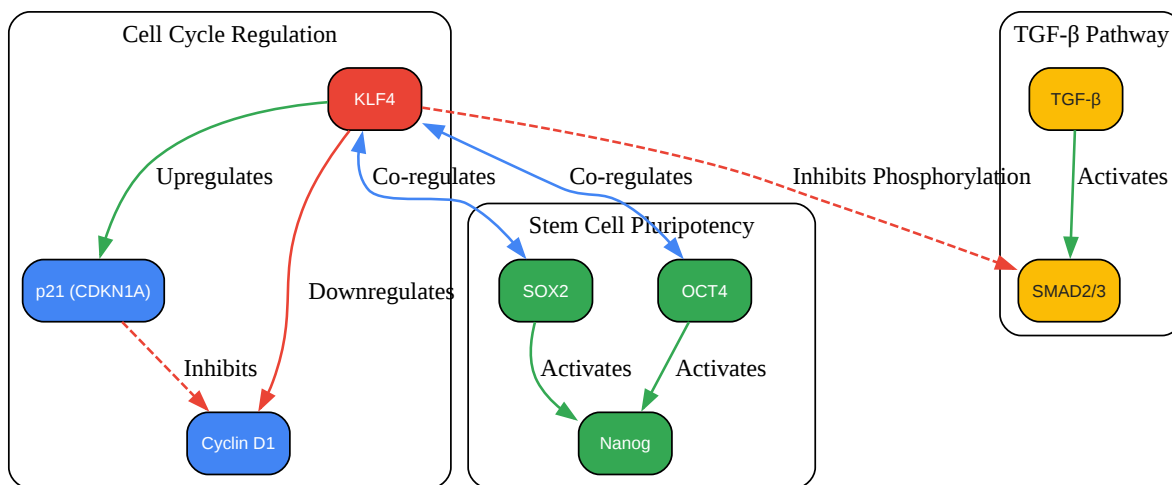 Cell Cycle Regulation
TGF-β Pathway
KLF4
TGF-β
Upregulates
Co-regulates
Co-regulates
Inhibits Phosphorylation
Activates
Stem Cell Pluripotency
p21 (CDKN1A)
Downregulates
SOX2
OCT4
SMAD2/3
Inhibits
Activates
Activates
Cyclin D1
Nanog